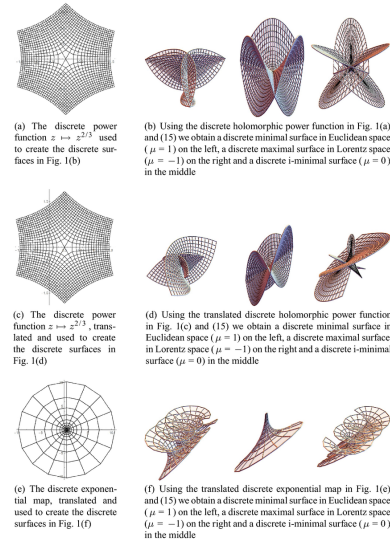 (a) The discrete power
function z ↦ z^{2/3} used
to create the discrete sur-
faces in Fig. 1(b)
(b) Using the discrete holomorphic power function in Fig. 1(a)
and (15) we obtain a discrete minimal surface in Euclidean space
(μ = 1) on the left, a discrete maximal surface in Lorentz space
(μ = −1) on the right and a discrete i-minimal surface (μ = 0)
in the middle
(c) The discrete power
function z ↦ z^{2/3}, trans-
lated and used to create
the discrete surfaces in
Fig. 1(d)
(d) Using the translated discrete holomorphic power function
in Fig. 1(c) and (15) we obtain a discrete minimal surface in
Euclidean space (μ = 1) on the left, a discrete maximal surface
in Lorentz space (μ = −1) on the right and a discrete i-minimal
surface (μ = 0) in the middle
(e) The discrete exponen-
tial map, translated and
used to create the discrete
surfaces in Fig. 1(f)
(f) Using the translated discrete exponential map in Fig. 1(e)
and (15) we obtain a discrete minimal surface in Euclidean space
(μ = 1) on the left, a discrete maximal surface in Lorentz space
(μ = −1) on the right and a discrete i-minimal surface (μ = 0)
in the middle